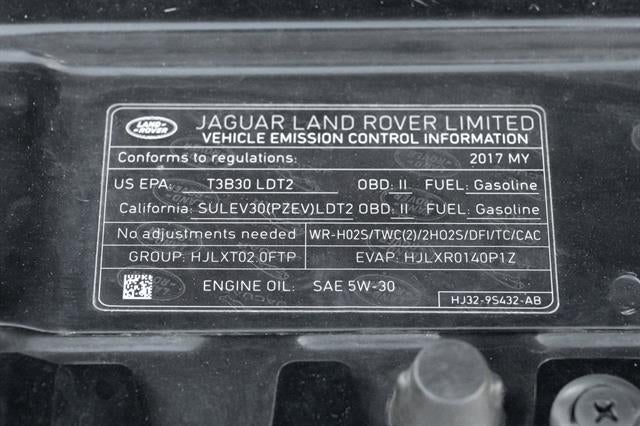 LAND-
-ROVER
JAGUAR LAND ROVER LIMITED
VEHICLE EMISSION CONTROL INFORMATION
Conforms to regulations: 2017 MY
US EPA: T3B30 LDT2 OBD: II FUEL: Gasoline
California: SULEV30(PZEV)LDT2 OBD: II FUEL: Gasoline
No adjustments needed WR-HO2S/TWC(2)/2HO2S/DFI/TC/CAC
GROUP: HJLXT02.0FTP EVAP: HJLXR0140P1Z
ENGINE OIL: SAE 5W-30
HJ32-9S432-AB